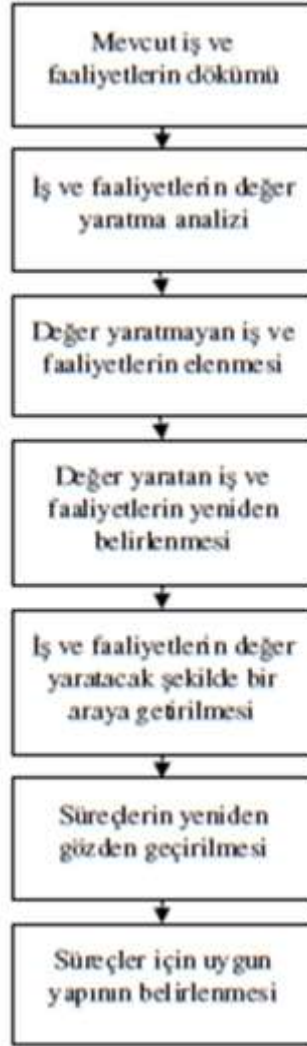 Mevcut iş ve
faaliyetlerin dökümü
İş ve faaliyetlerin değer
yaratma analizi
Değer yaratmayan iş ve
faaliyetlerin elenmesi
Değer yaratan iş ve
faaliyetlerin yeniden
belirlenmesi
İş ve faaliyetlerin değer
yaratacak şekilde bir
araya getirilmesi
Süreçlerin yeniden
gözden geçirilmesi
Süreçler için uygun
yapının belirlenmesi